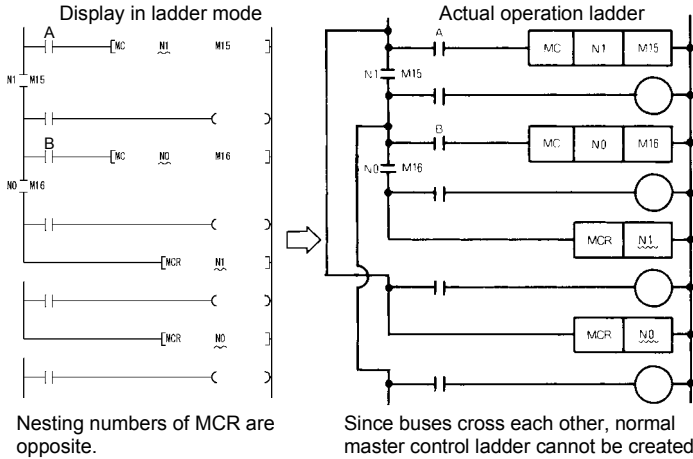 Display in ladder mode
A
MC N1 M15
N1 M15
B
MC N0 M16
N0 M16
MCR N1
MCR N0
Nesting numbers of MCR are
opposite.
Actual operation ladder
A
MC N1 M15
N1 M15
B
MC N0 M16
N0 M16
MCR N1
MCR N0
Since buses cross each other, normal
master control ladder cannot be created